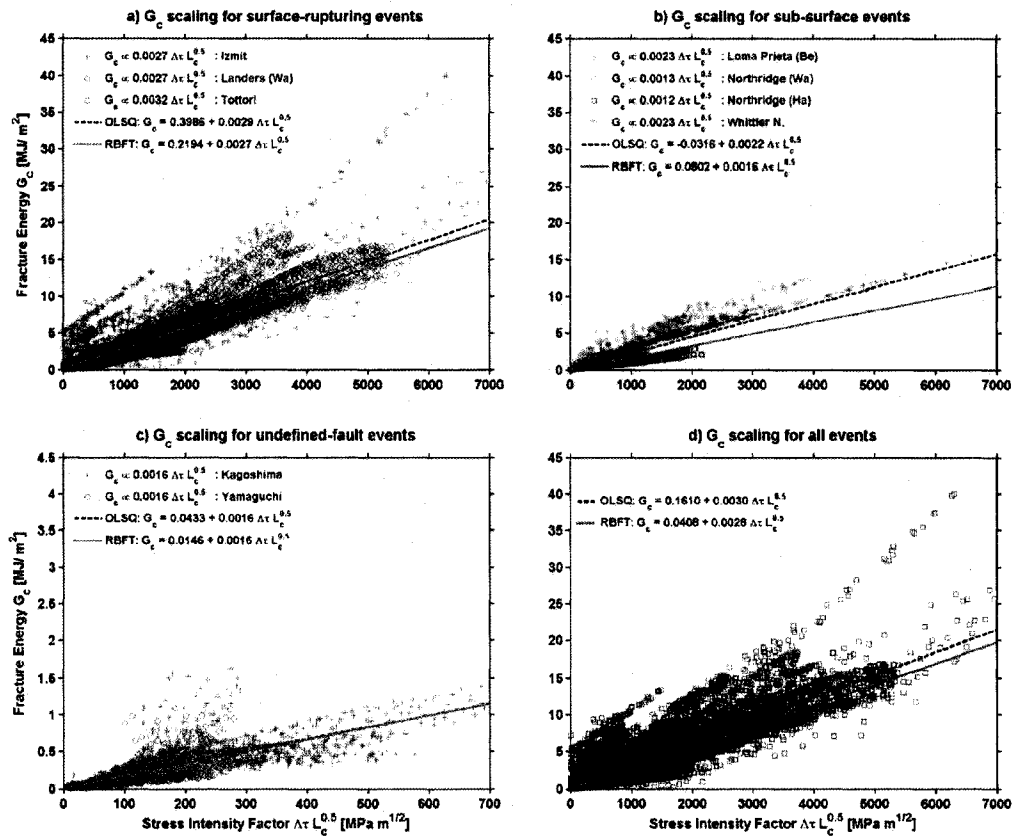 a) G_c scaling for surface-rupturing events
Fracture Energy G_c [MJ/ m²]
45
40
35
30
25
20
15
10
5
0
G_c ∝ 0.0027 Δτ L_c^0.5 : Izmit
G_c ∝ 0.0027 Δτ L_c^0.5 : Landers (Wa)
G_c ∝ 0.0032 Δτ L_c^0.5 : Tottori
OLSQ: G_c = 0.3986 + 0.0029 Δτ L_c^0.5
RBFT: G_c = 0.2194 + 0.0027 Δτ L_c^0.5
0 1000 2000 3000 4000 5000 6000 7000
b) G_c scaling for sub-surface events
45
40
35
30
25
20
15
10
5
0
G_c ∝ 0.0023 Δτ L_c^0.5 : Loma Prieta (Be)
G_c ∝ 0.0013 Δτ L_c^0.5 : Northridge (Wa)
G_c ∝ 0.0012 Δτ L_c^0.5 : Northridge (Ha)
G_c ∝ 0.0023 Δτ L_c^0.5 : Whittier N.
OLSQ: G_c = -0.0316 + 0.0022 Δτ L_c^0.5
RBFT: G_c = 0.0802 + 0.0016 Δτ L_c^0.5
0 1000 2000 3000 4000 5000 6000 7000
c) G_c scaling for undefined-fault events
Fracture Energy G_c [MJ/ m²]
4.5
4
3.5
3
2.5
2
1.5
1
0.5
0
G_c ∝ 0.0016 Δτ L_c^0.5 : Kagoshima
G_c ∝ 0.0016 Δτ L_c^0.5 : Yamaguchi
OLSQ: G_c = 0.0433 + 0.0016 Δτ L_c^0.5
RBFT: G_c = 0.0146 + 0.0016 Δτ L_c^0.5
0 100 200 300 400 500 600 700
Stress Intensity Factor Δτ L_c^0.5 [MPa m^1/2]
d) G_c scaling for all events
45
40
35
30
25
20
15
10
5
0
OLSQ: G_c = 0.1610 + 0.0030 Δτ L_c^0.5
RBFT: G_c = 0.0408 + 0.0028 Δτ L_c^0.5
0 1000 2000 3000 4000 5000 6000 7000
Stress Intensity Factor Δτ L_c^0.5 [MPa m^1/2]